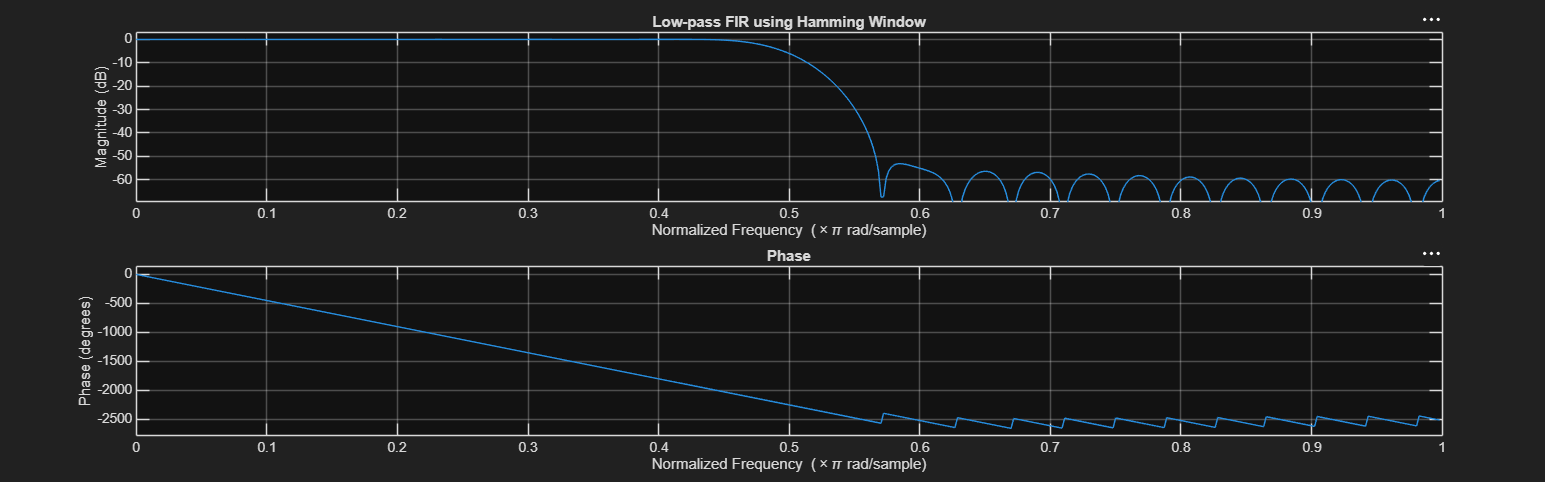 Low-pass FIR using Hamming Window
0
-10
-20
-30
-40
-50
-60
Magnitude (dB)
0 0.1 0.2 0.3 0.4 0.5 0.6 0.7 0.8 0.9 1
Normalized Frequency (×π rad/sample)
Phase
0
-500
-1000
-1500
-2000
-2500
Phase (degrees)
0 0.1 0.2 0.3 0.4 0.5 0.6 0.7 0.8 0.9 1
Normalized Frequency (×π rad/sample)